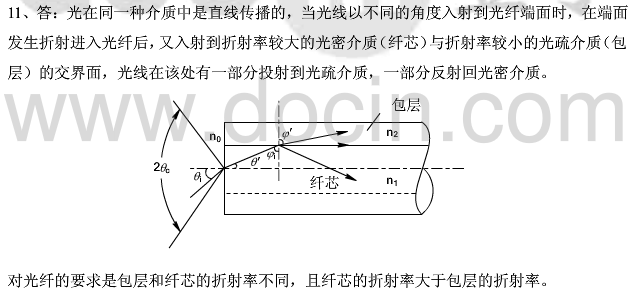 11、答：光在同一种介质中是直线传播的，当光线以不同的角度入射到光纤端面时，在端面
发生折射进入光纤后，又入射到折射率较大的光密介质（纤芯）与折射率较小的光疏介质（包
层）的交界面，光线在该处有一部分投射到光疏介质，一部分反射回光密介质。
www.docin.com
包层
n₀
φ′
n₂
2θc
θi
θ′
φi
纤芯
n₁
对光纤的要求是包层和纤芯的折射率不同，且纤芯的折射率大于包层的折射率。